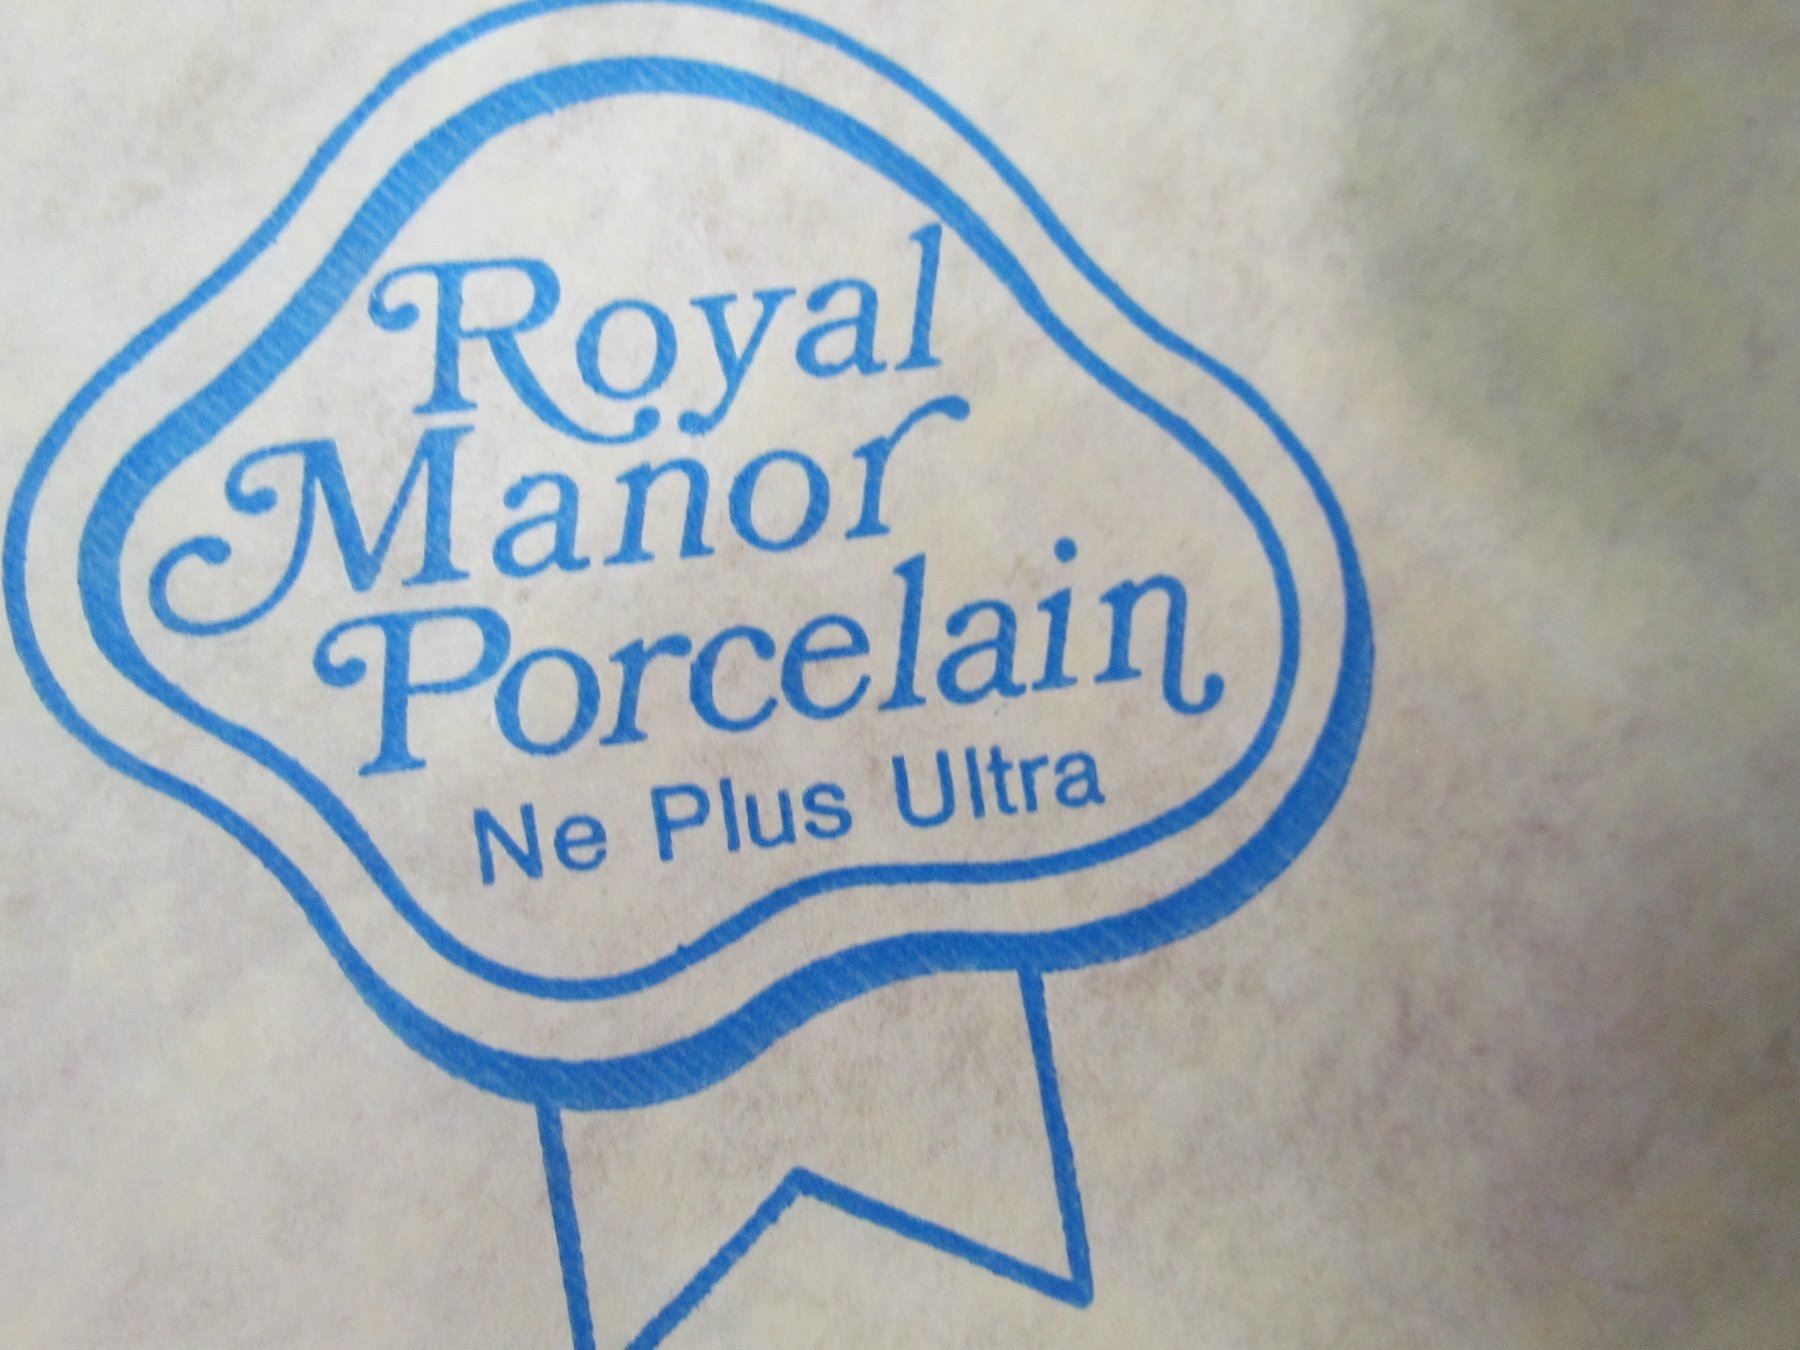 Royal
Manor
Porcelain
Ne Plus Ultra